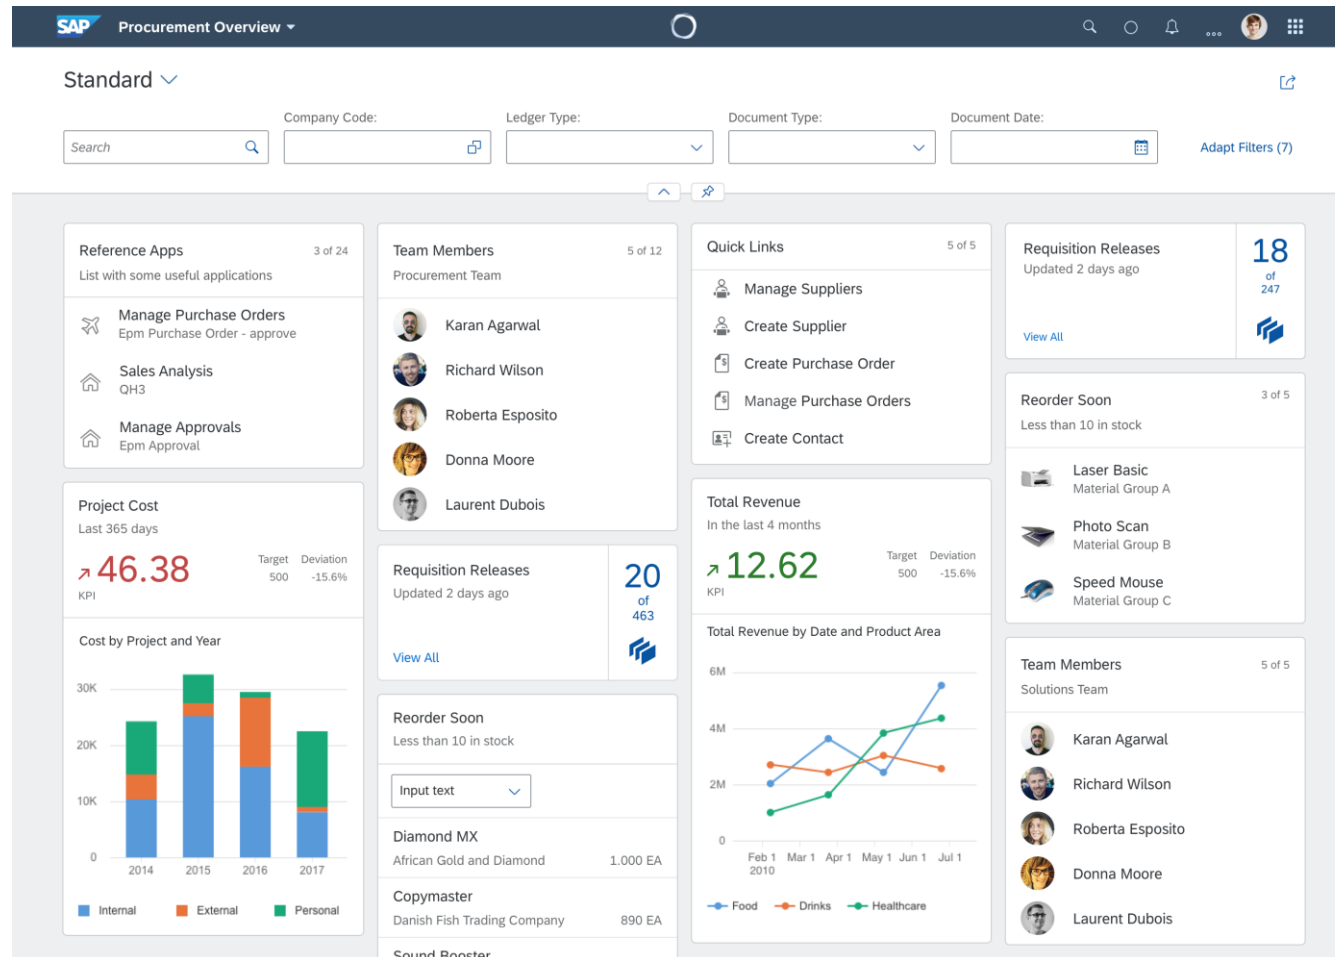 SAP
Procurement Overview
Standard
Search
Company Code:
Ledger Type:
Document Type:
Document Date:
Adapt Filters (7)
Reference Apps
3 of 24
List with some useful applications
Manage Purchase Orders
Epm Purchase Order - approve
Sales Analysis
QH3
Manage Approvals
Epm Approval
Project Cost
Last 365 days
46.38
KPI
Target
500
Deviation
-15.6%
Cost by Project and Year
30K
20K
10K
0
2014
2015
2016
2017
Internal
External
Personal
Team Members
5 of 12
Procurement Team
Karan Agarwal
Richard Wilson
Roberta Esposito
Donna Moore
Laurent Dubois
Requisition Releases
Updated 2 days ago
View All
20
of
463
Reorder Soon
Less than 10 in stock
Input text
Diamond MX
African Gold and Diamond
1.000 EA
Copymaster
Danish Fish Trading Company
890 EA
Sound Booster
Quick Links
5 of 5
Manage Suppliers
Create Supplier
Create Purchase Order
Manage Purchase Orders
Create Contact
Total Revenue
In the last 4 months
12.62
KPI
Target
500
Deviation
-15.6%
Total Revenue by Date and Product Area
6M
4M
2M
0
Feb 1
2010
Mar 1
Apr 1
May 1
Jun 1
Jul 1
Food
Drinks
Healthcare
Requisition Releases
Updated 2 days ago
View All
18
of
247
Reorder Soon
3 of 5
Less than 10 in stock
Laser Basic
Material Group A
Photo Scan
Material Group B
Speed Mouse
Material Group C
Team Members
5 of 5
Solutions Team
Karan Agarwal
Richard Wilson
Roberta Esposito
Donna Moore
Laurent Dubois